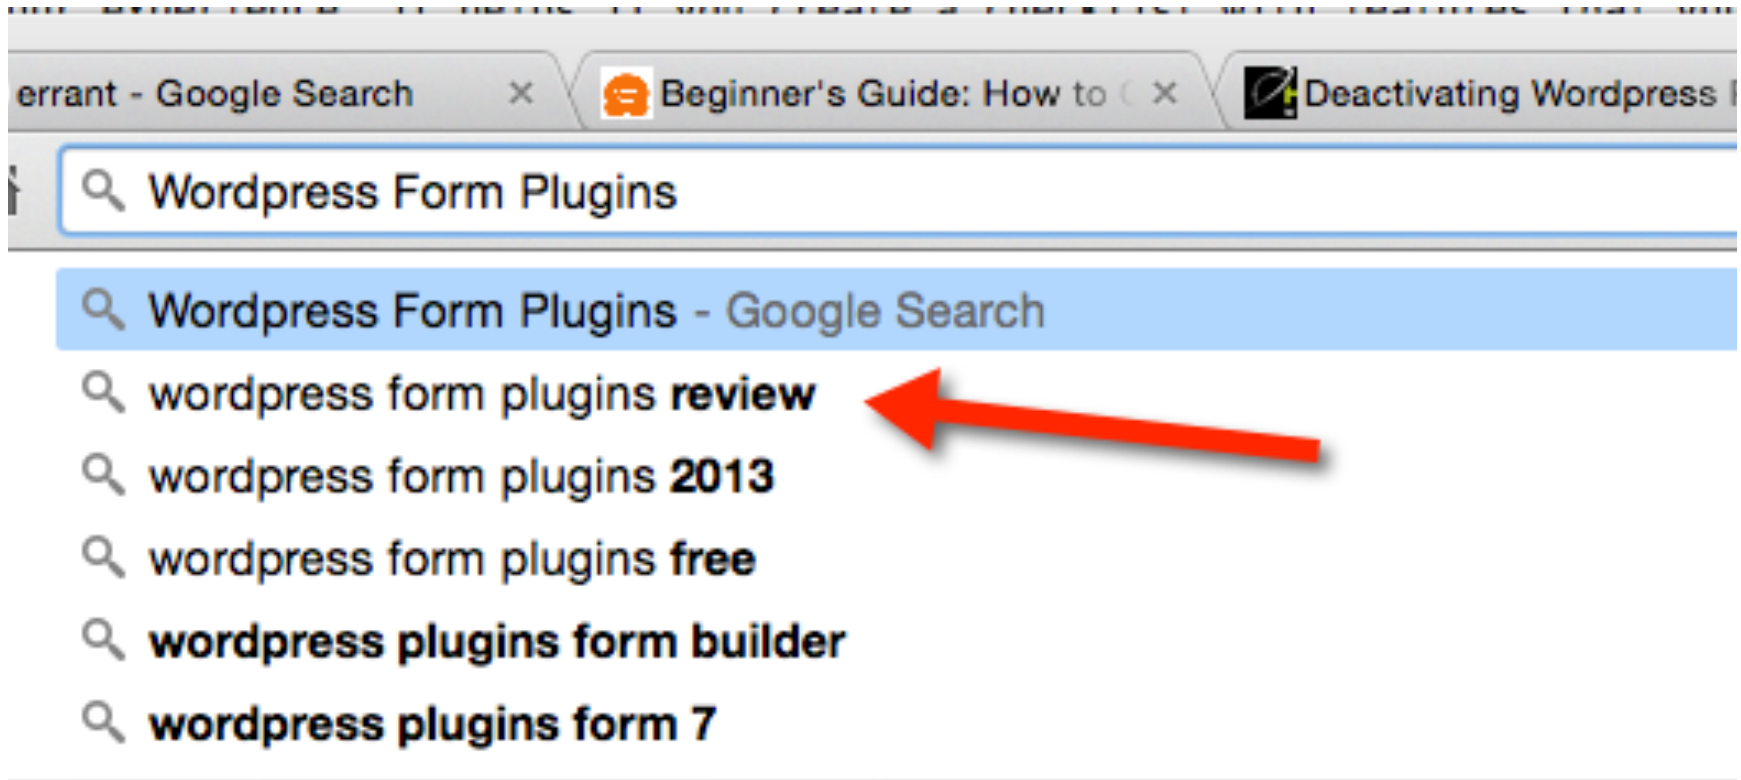 errant - Google Search
Beginner's Guide: How to
Deactivating Wordpress
Wordpress Form Plugins
Wordpress Form Plugins - Google Search
wordpress form plugins review
wordpress form plugins 2013
wordpress form plugins free
wordpress plugins form builder
wordpress plugins form 7